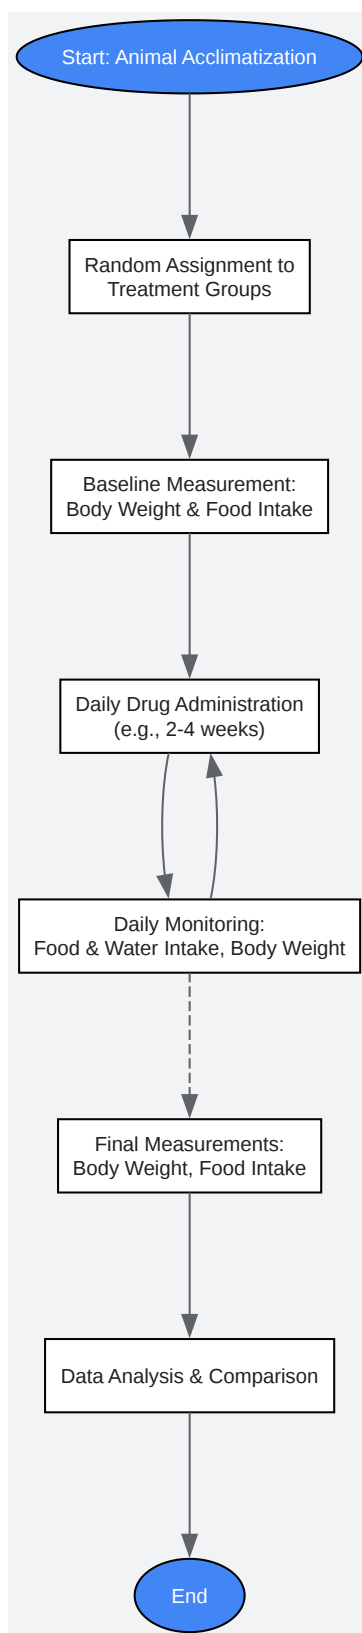 Start: Animal Acclimatization
Random Assignment to
Treatment Groups
Baseline Measurement:
Body Weight & Food Intake
Daily Drug Administration
(e.g., 2-4 weeks)
Daily Monitoring:
Food & Water Intake, Body Weight
Final Measurements:
Body Weight, Food Intake
Data Analysis & Comparison
End